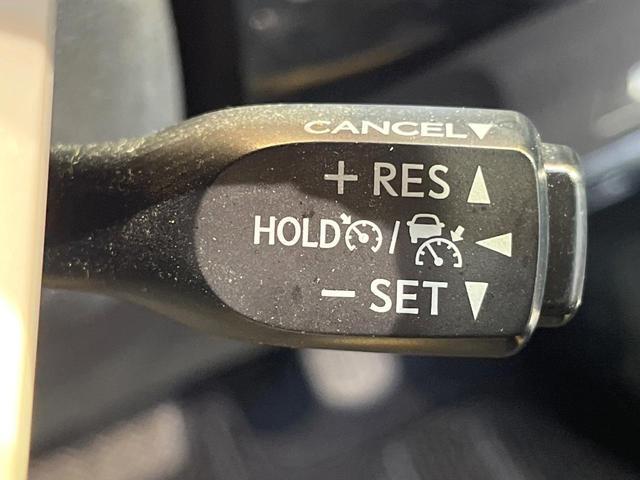 CANCEL▼
+ RES ▲
HOLD / ◀
− SET ▼